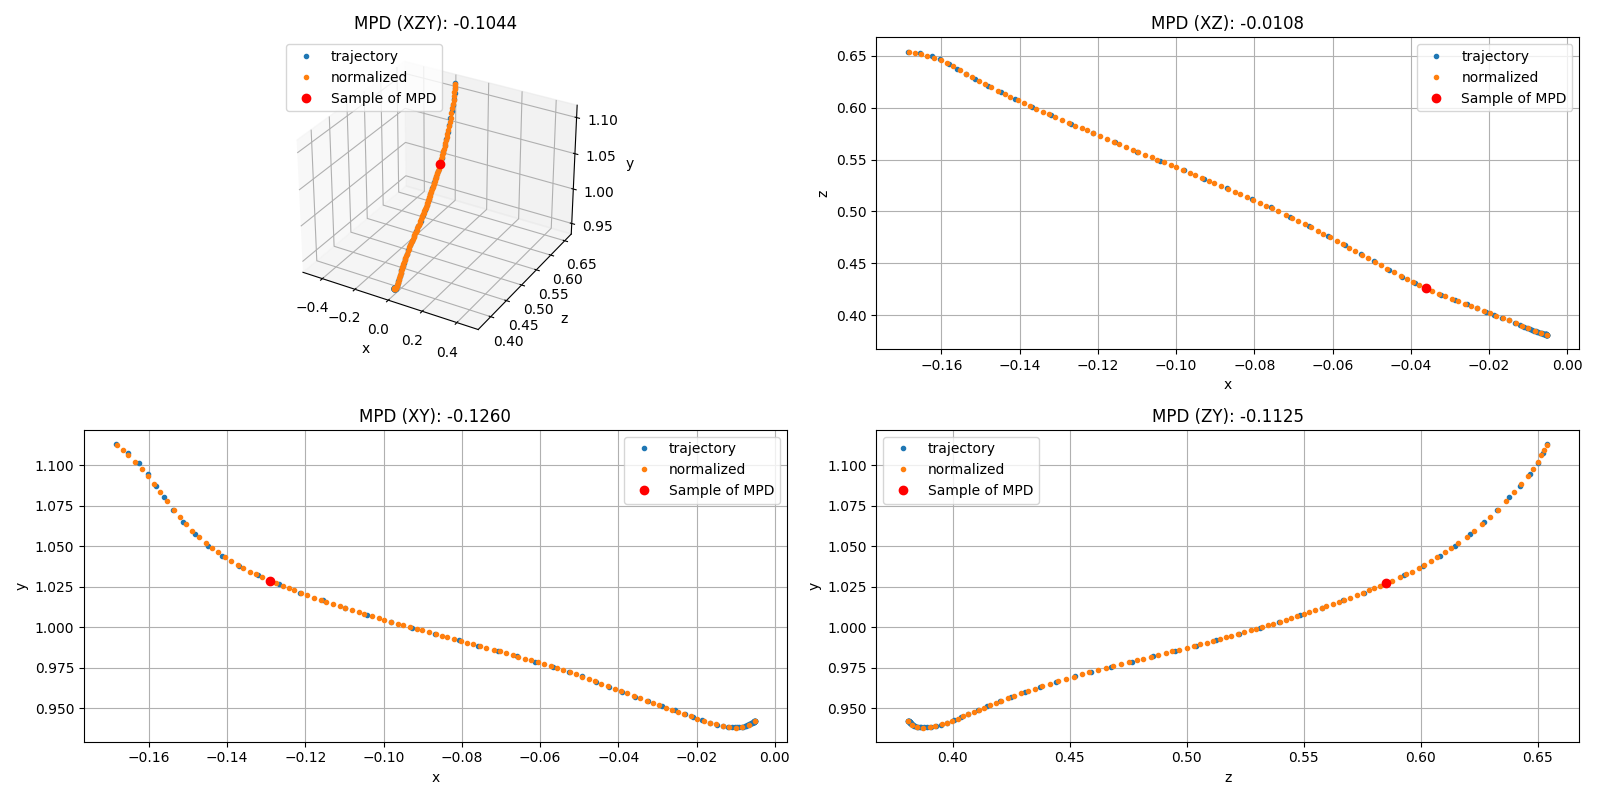 MPD (XZY): -0.1044
trajectory
normalized
Sample of MPD
1.10
1.05
1.00
0.95
y
0.65
0.60
0.55
0.50
0.45
0.40
z
−0.4
−0.2
0.0
0.2
0.4
x
MPD (XZ): -0.0108
trajectory
normalized
Sample of MPD
0.65
0.60
0.55
0.50
0.45
0.40
z
−0.16 −0.14 −0.12 −0.10 −0.08 −0.06 −0.04 −0.02 0.00
x
MPD (XY): -0.1260
trajectory
normalized
Sample of MPD
1.100
1.075
1.050
1.025
1.000
0.975
0.950
y
−0.16 −0.14 −0.12 −0.10 −0.08 −0.06 −0.04 −0.02 0.00
x
MPD (ZY): -0.1125
trajectory
normalized
Sample of MPD
1.100
1.075
1.050
1.025
1.000
0.975
0.950
y
0.40 0.45 0.50 0.55 0.60 0.65
z